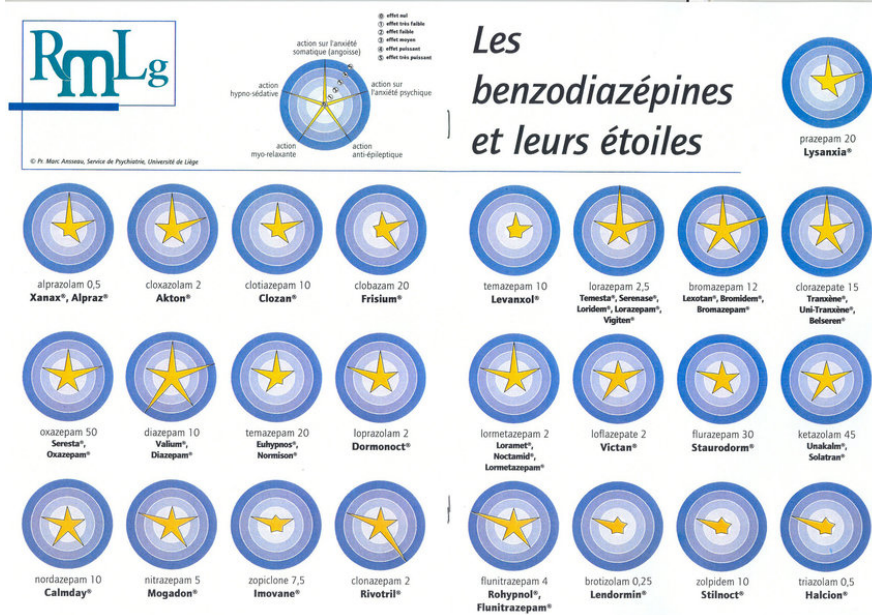 RmLg
action sur l'anxiété
somatique (angoisse)
⓪ effet nul
① effet très faible
② effet faible
③ effet moyen
④ effet puissant
⑤ effet très puissant
action
hypno-sédative
action sur
l'anxiété psychique
action
myo-relaxante
action
anti-épileptique
© Pr. Marc Ansseau, Service de Psychiatrie, Université de Liège
Les
benzodiazépines
et leurs étoiles
prazepam 20
Lysanxia®
alprazolam 0,5
Xanax®, Alpraz®
cloxazolam 2
Akton®
clotiazepam 10
Clozan®
clobazam 20
Frisium®
temazepam 10
Levanxol®
lorazepam 2,5
Temesta®, Serenase®,
Loridem®, Lorazepam®,
Vigiten®
bromazepam 12
Lexotan®, Bromidem®,
Bromazepam®
clorazepate 15
Tranxène®,
Uni-Tranxène®,
Belseren®
oxazepam 50
Seresta®,
Oxazepam®
diazepam 10
Valium®,
Diazepam®
temazepam 20
Euhypnos®,
Normison®
loprazolam 2
Dormonoct®
lormetazepam 2
Loramet®,
Noctamid®,
Lormetazepam®
loflazepate 2
Victan®
flurazepam 30
Staurodorm®
ketazolam 45
Unakalm®,
Solatran®
nordazepam 10
Calmday®
nitrazepam 5
Mogadon®
zopiclone 7,5
Imovane®
clonazepam 2
Rivotril®
flunitrazepam 4
Rohypnol®,
Flunitrazepam®
brotizolam 0,25
Lendormin®
zolpidem 10
Stilnoct®
triazolam 0,5
Halcion®